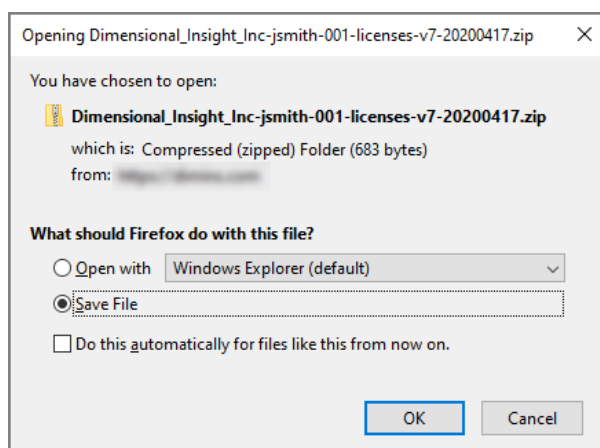 Opening Dimensional_Insight_Inc-jsmith-001-licenses-v7-20200417.zip
You have chosen to open:
Dimensional_Insight_Inc-jsmith-001-licenses-v7-20200417.zip
which is: Compressed (zipped) Folder (683 bytes)
from:
What should Firefox do with this file?
Open with Windows Explorer (default)
Save File
Do this automatically for files like this from now on.
OK Cancel